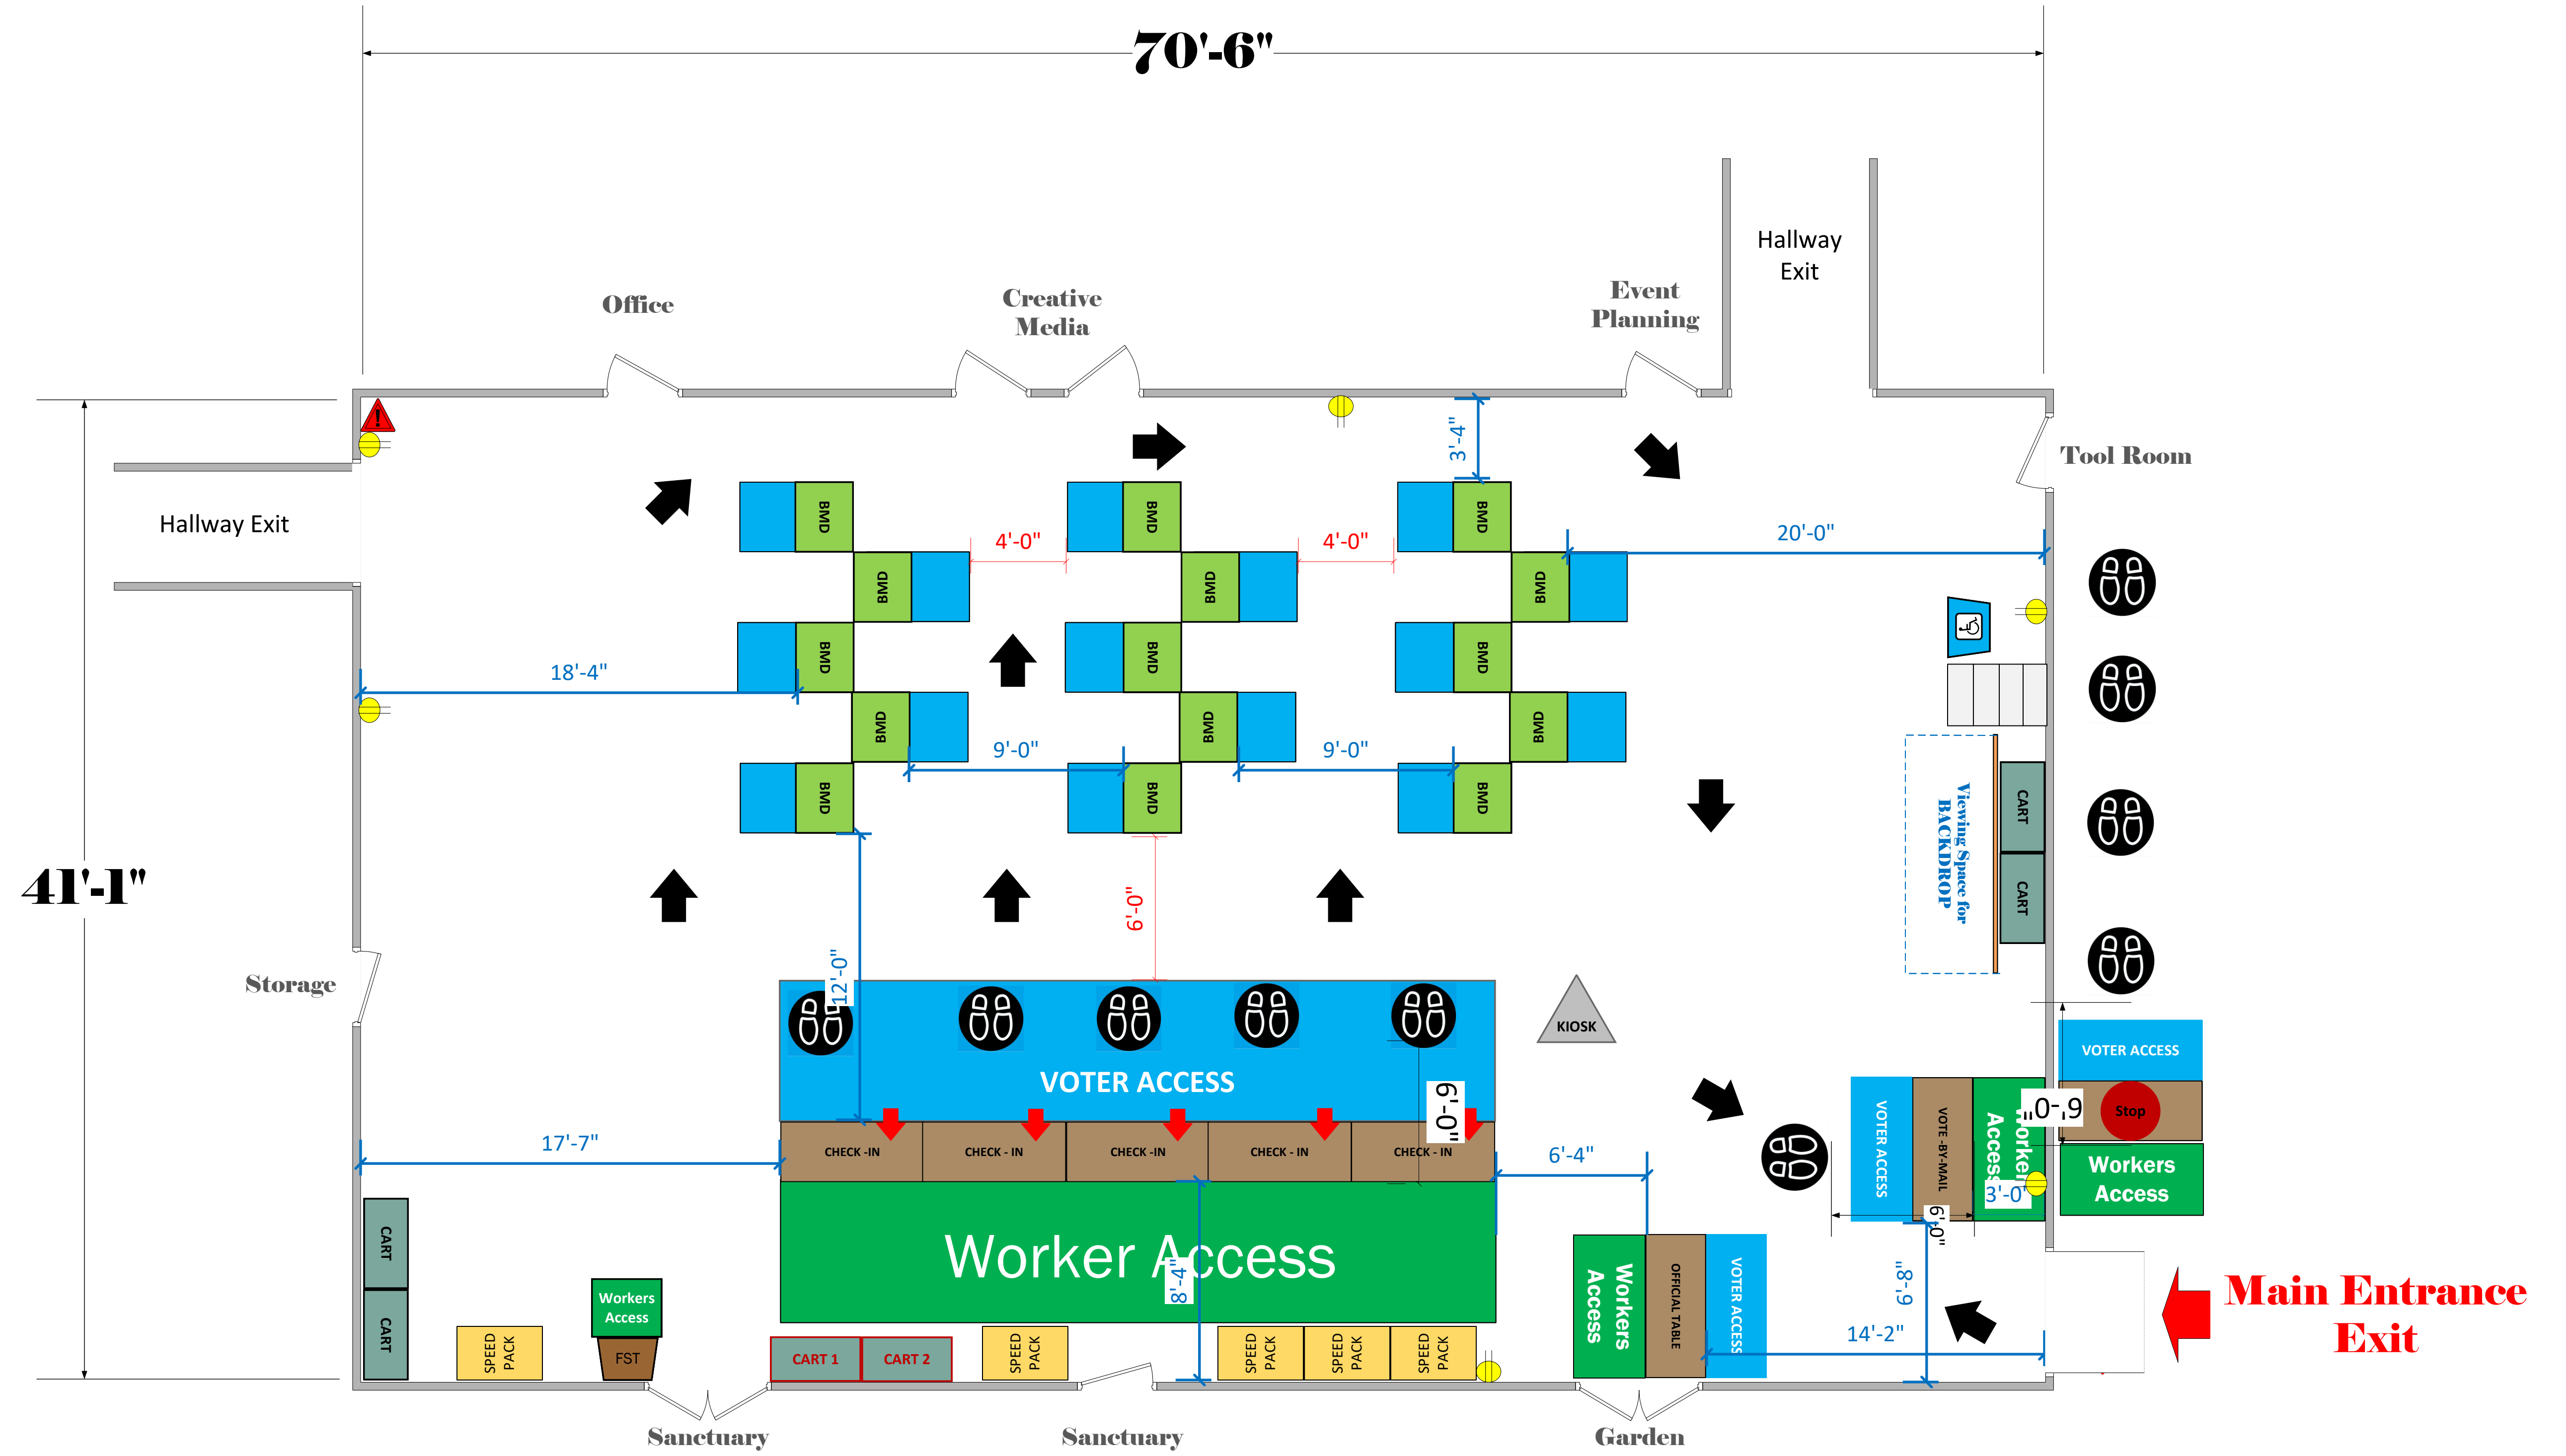 70'-6"
Hallway
Exit
Office
Creative
Media
Event
Planning
3'-4"
Tool Room
Hallway Exit
BMD
BMD
BMD
4'-0"
4'-0"
20'-0"
BMD
BMD
BMD
18'-4"
BMD
BMD
BMD
BMD
BMD
BMD
9'-0"
9'-0"
BMD
BMD
BMD
Viewing Space for
BACKDROP
CART
CART
41'-1"
6'-0"
12'-0"
Storage
KIOSK
VOTER ACCESS
VOTER ACCESS
6'-0"
VOTER ACCESS
VOTE -BY-MAIL
Worker
Access
6'-0"
Stop
17'-7"
CHECK -IN
CHECK - IN
CHECK -IN
CHECK - IN
CHECK - IN
6'-4"
3'-0"
Workers
Access
6'-0"
Worker Access
8'-4"
CART
CART
Workers
Access
FST
SPEED
PACK
CART 1
CART 2
SPEED
PACK
SPEED
PACK
SPEED
PACK
SPEED
PACK
Workers
Access
OFFICIAL TABLE
VOTER ACCESS
9'-8"
14'-2"
Main Entrance
Exit
Sanctuary
Sanctuary
Garden